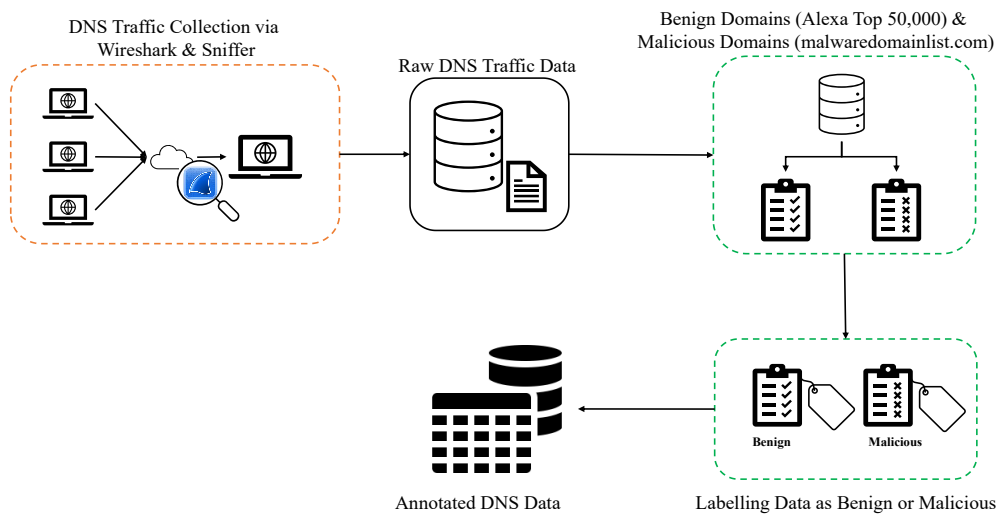 DNS Traffic Collection via
Wireshark & Sniffer
Raw DNS Traffic Data
Benign Domains (Alexa Top 50,000) &
Malicious Domains (malwaredomainlist.com)
Benign
Malicious
Annotated DNS Data
Labelling Data as Benign or Malicious